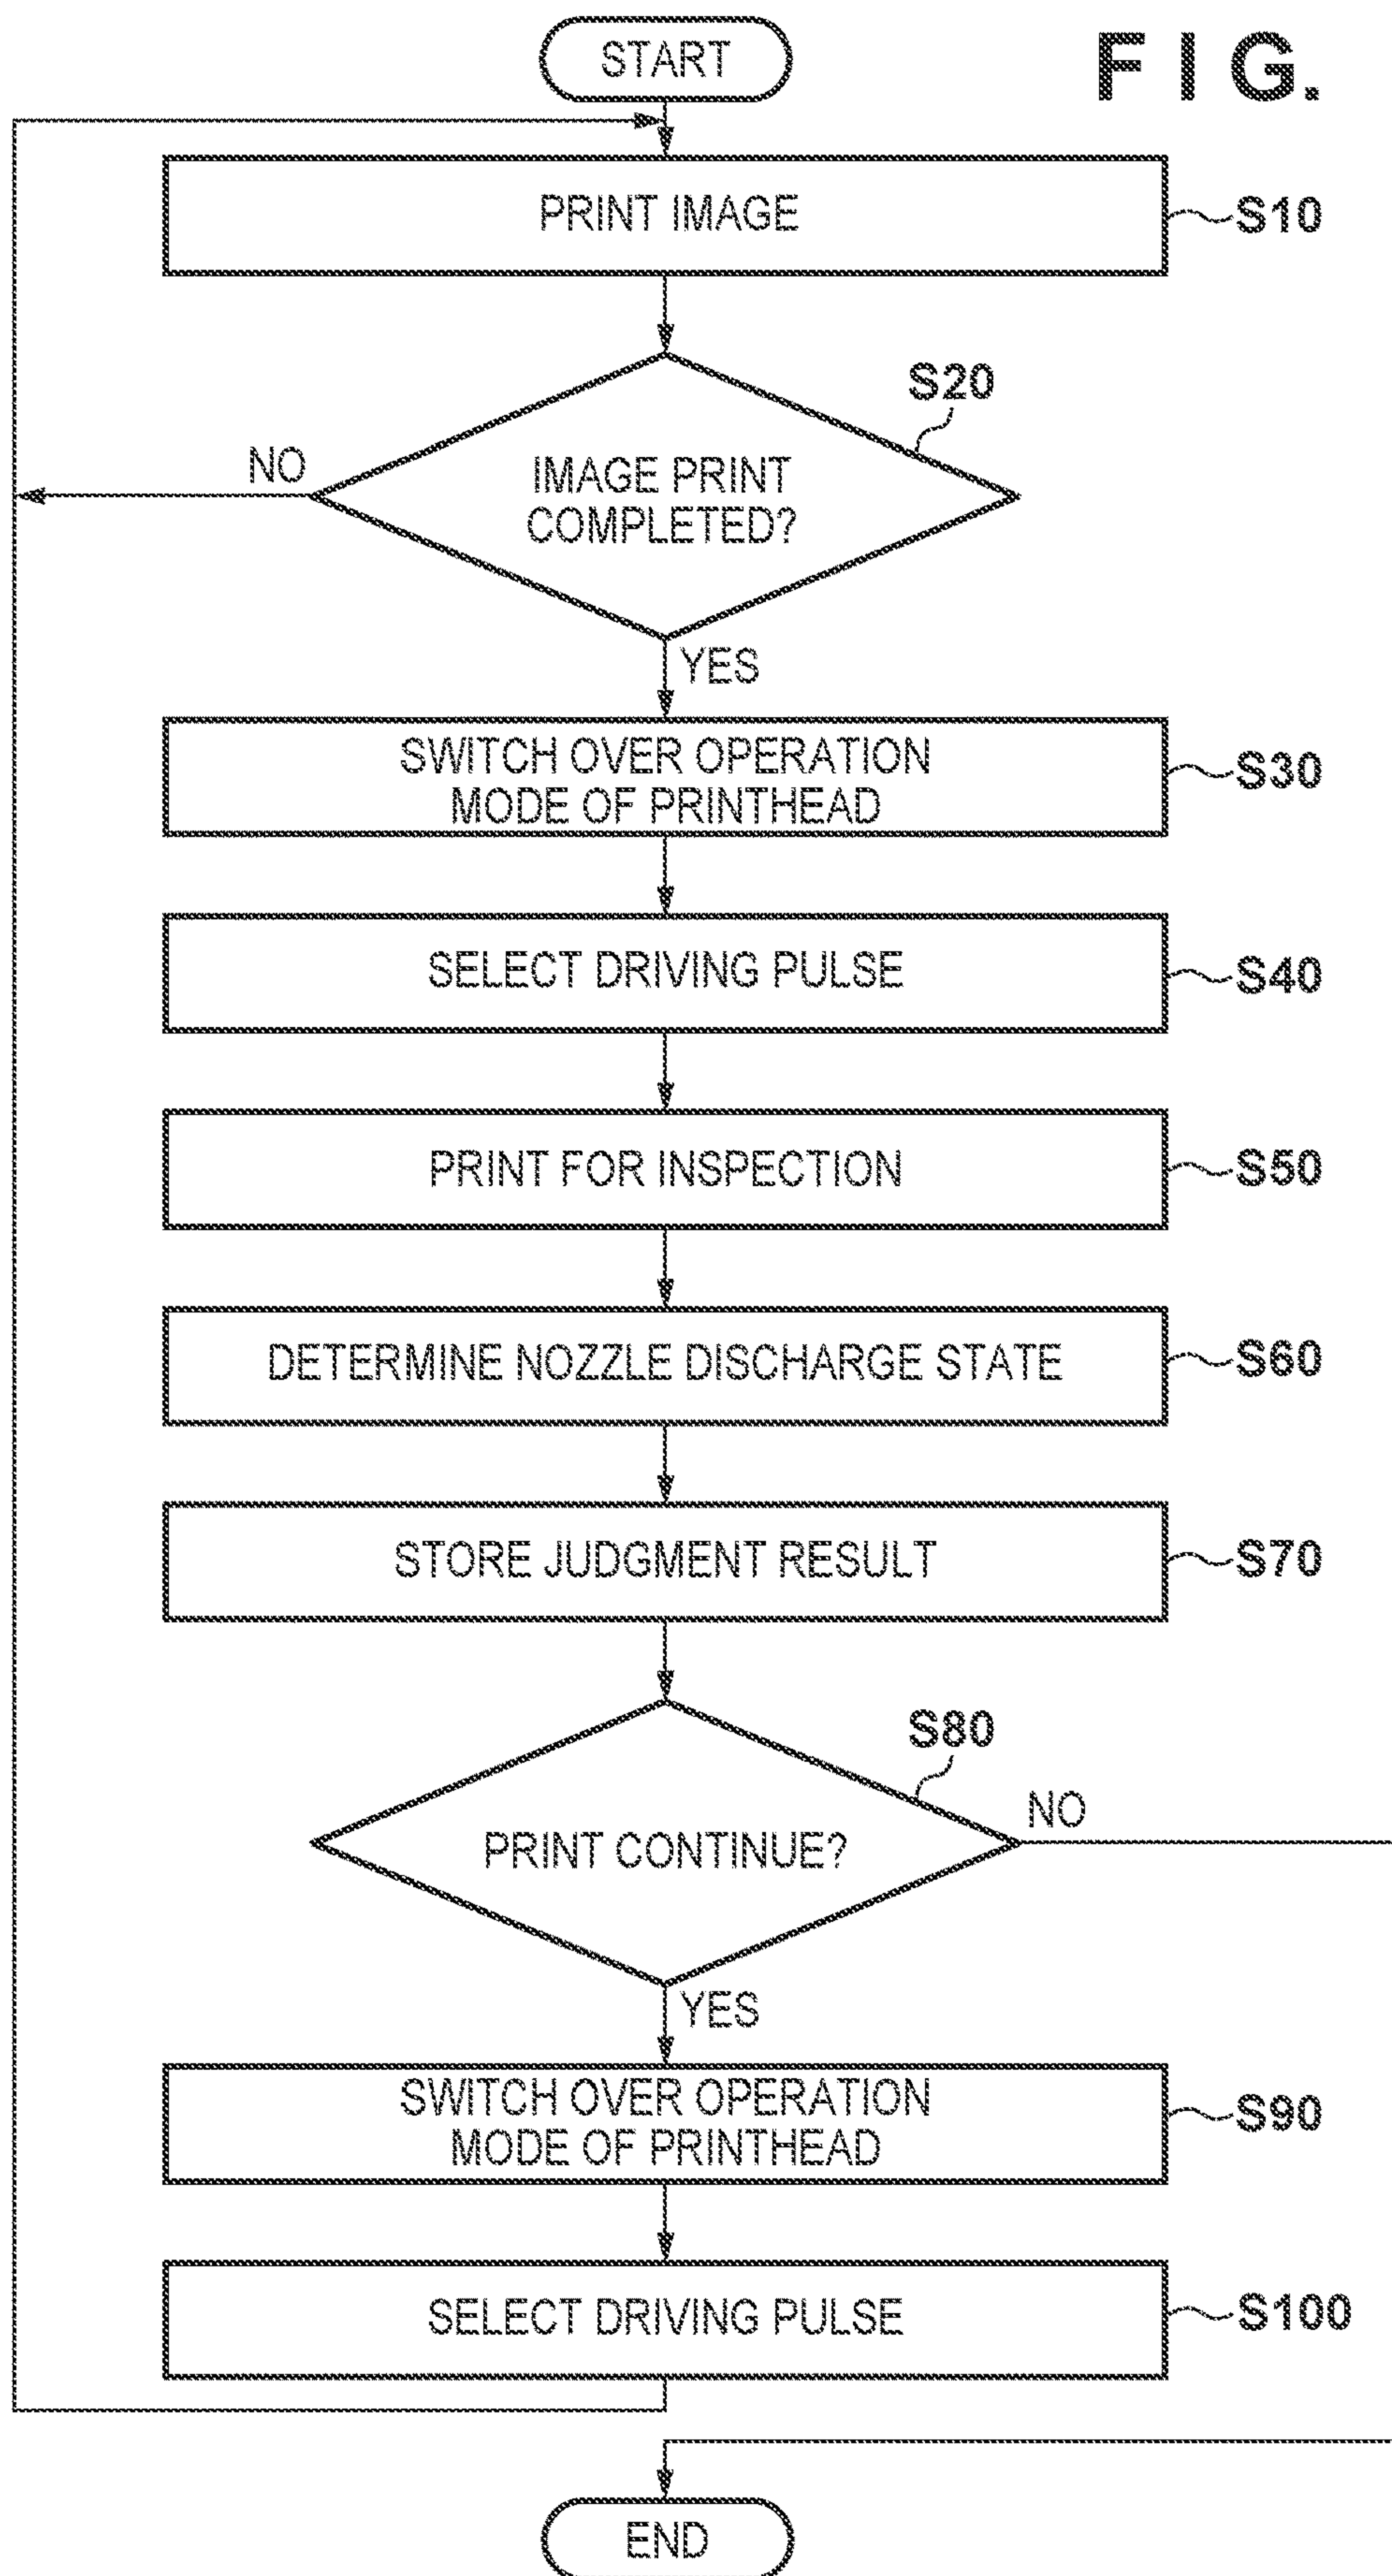 START
FIG.
PRINT IMAGE
S10
S20
NO
IMAGE PRINT
COMPLETED?
YES
SWITCH OVER OPERATION
MODE OF PRINTHEAD
S30
SELECT DRIVING PULSE
S40
PRINT FOR INSPECTION
S50
DETERMINE NOZZLE DISCHARGE STATE
S60
STORE JUDGMENT RESULT
S70
S80
NO
PRINT CONTINUE?
YES
SWITCH OVER OPERATION
MODE OF PRINTHEAD
S90
SELECT DRIVING PULSE
S100
END